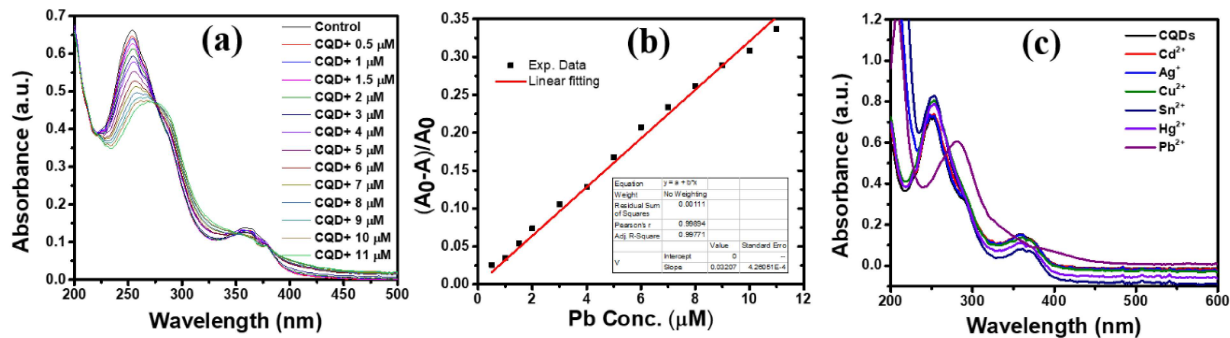 (a)
Control
CQD+ 0.5 μM
CQD+ 1 μM
CQD+ 1.5 μM
CQD+ 2 μM
CQD+ 3 μM
CQD+ 4 μM
CQD+ 5 μM
CQD+ 6 μM
CQD+ 7 μM
CQD+ 8 μM
CQD+ 9 μM
CQD+ 10 μM
CQD+ 11 μM
Absorbance (a.u.)
0.7
0.6
0.5
0.4
0.3
0.2
0.1
0.0
200 250 300 350 400 450 500
Wavelength (nm)
(b)
Exp. Data
Linear fitting
(A0-A)/A0
0.35
0.30
0.25
0.20
0.15
0.10
0.05
0.00
Equation y = a + b*x
Weight No Weighting
Residual Sum of Squares 0.00111
Pearson's r 0.99894
Adj. R-Square 0.99771
Value Standard Erro
V Intercept 0 --
Slope 0.03207
0 2 4 6 8 10 12
Pb Conc. (μM)
(c)
CQDs
Cd2+
Ag+
Cu2+
Sn2+
Hg2+
Pb2+
Absorbance (a.u.)
1.2
0.9
0.6
0.3
0.0
200 300 400 500 600
Wavelength (nm)